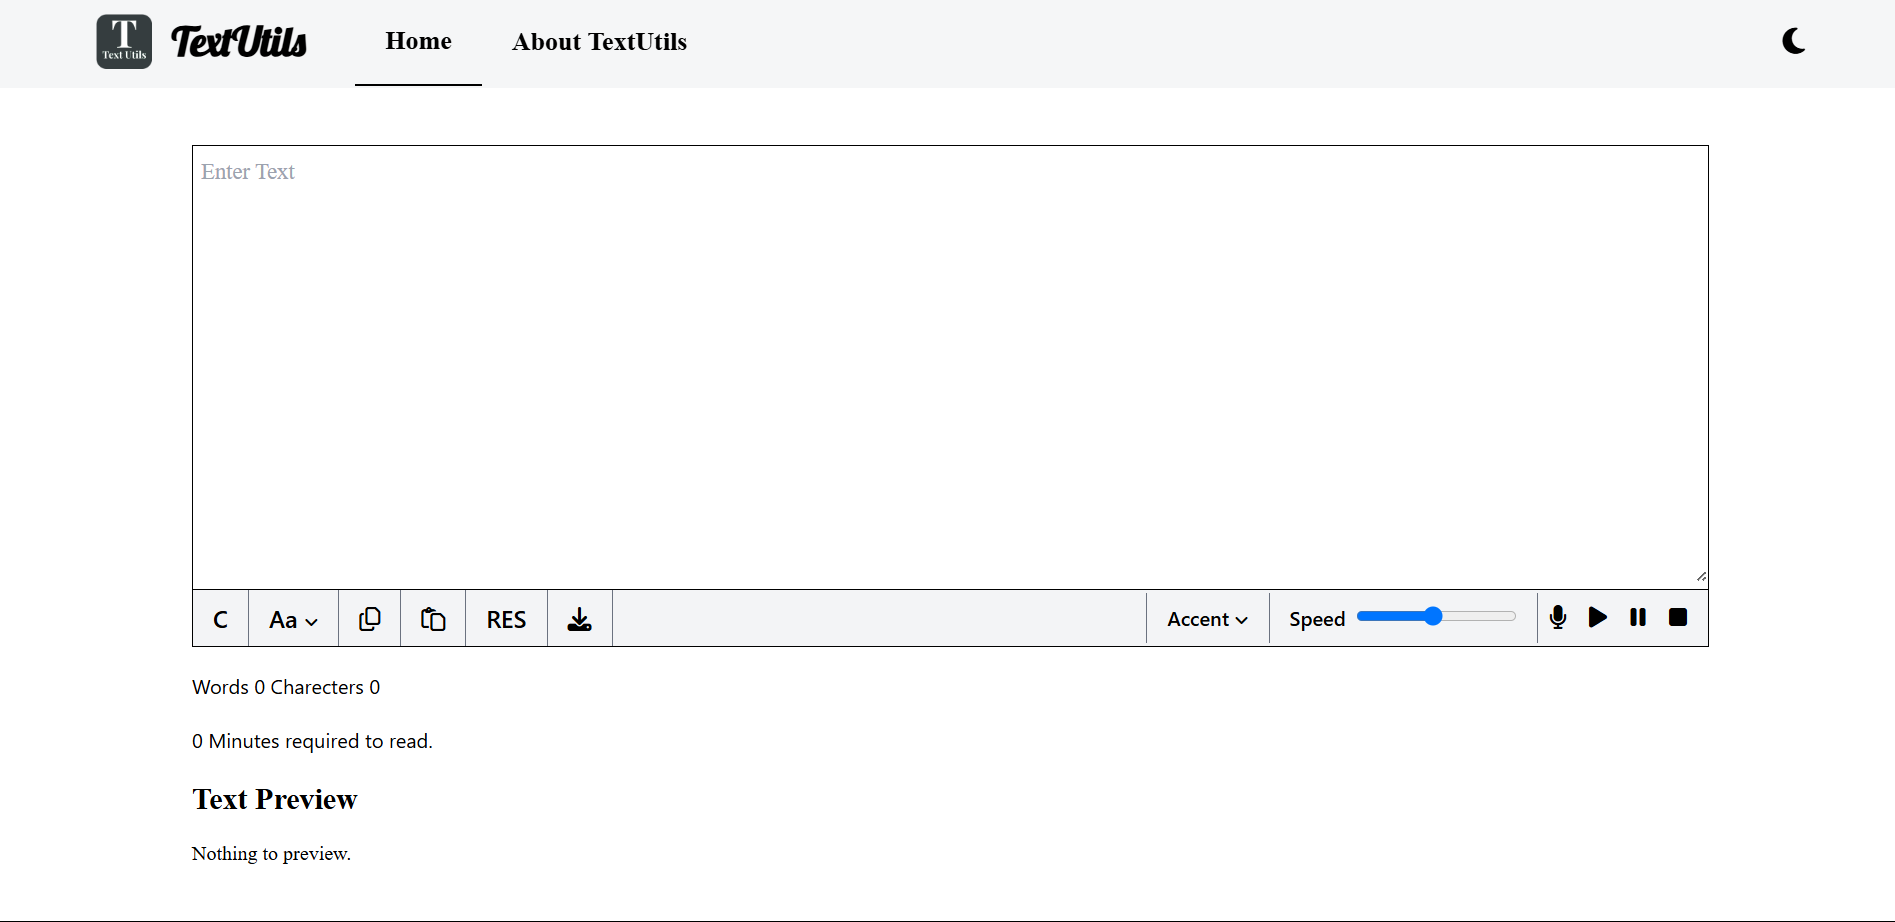 T
Text Utils
TextUtils
Home
About TextUtils
Enter Text
C
Aa
RES
Accent
Speed
Words 0 Charecters 0
0 Minutes required to read.
Text Preview
Nothing to preview.